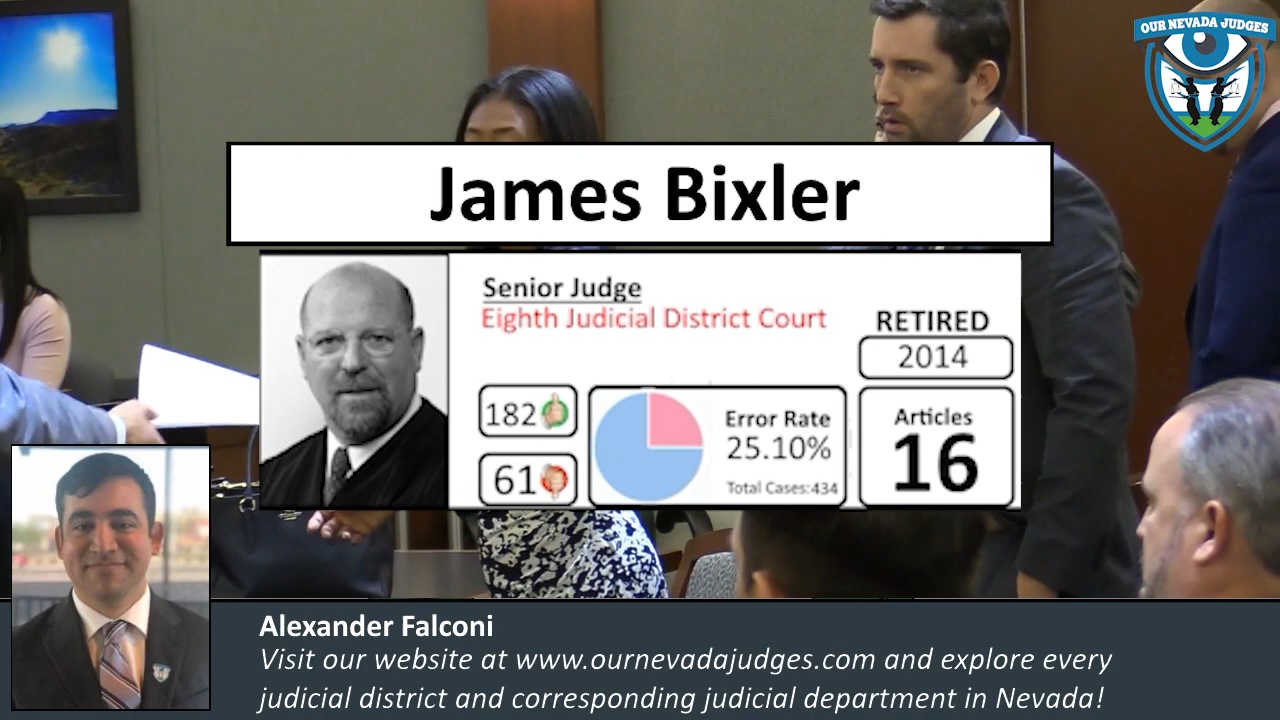 OUR NEVADA JUDGES
James Bixler
Senior Judge
Eighth Judicial District Court
RETIRED
2014
182
61
Error Rate
25.10%
Total Cases:434
Articles
16
Alexander Falconi
Visit our website at www.ournevadajudges.com and explore every
judicial district and corresponding judicial department in Nevada!